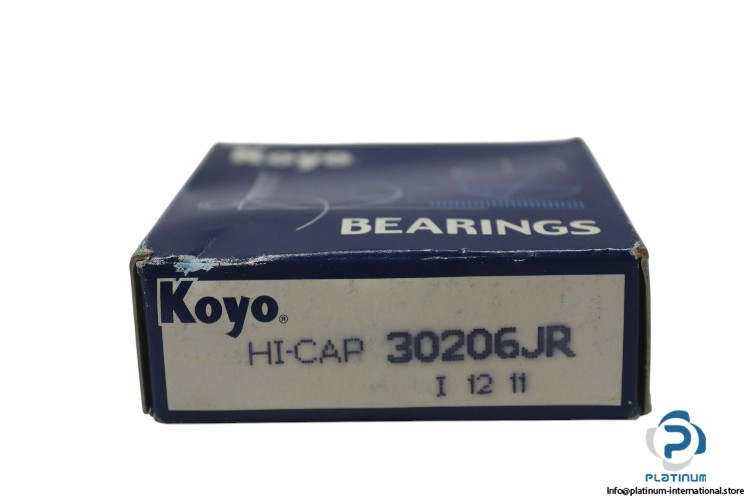 Koyo
BEARINGS
Koyo®
HI-CAP 30206JR
I 12 11
PLATINUM
Info@platinum-international.store